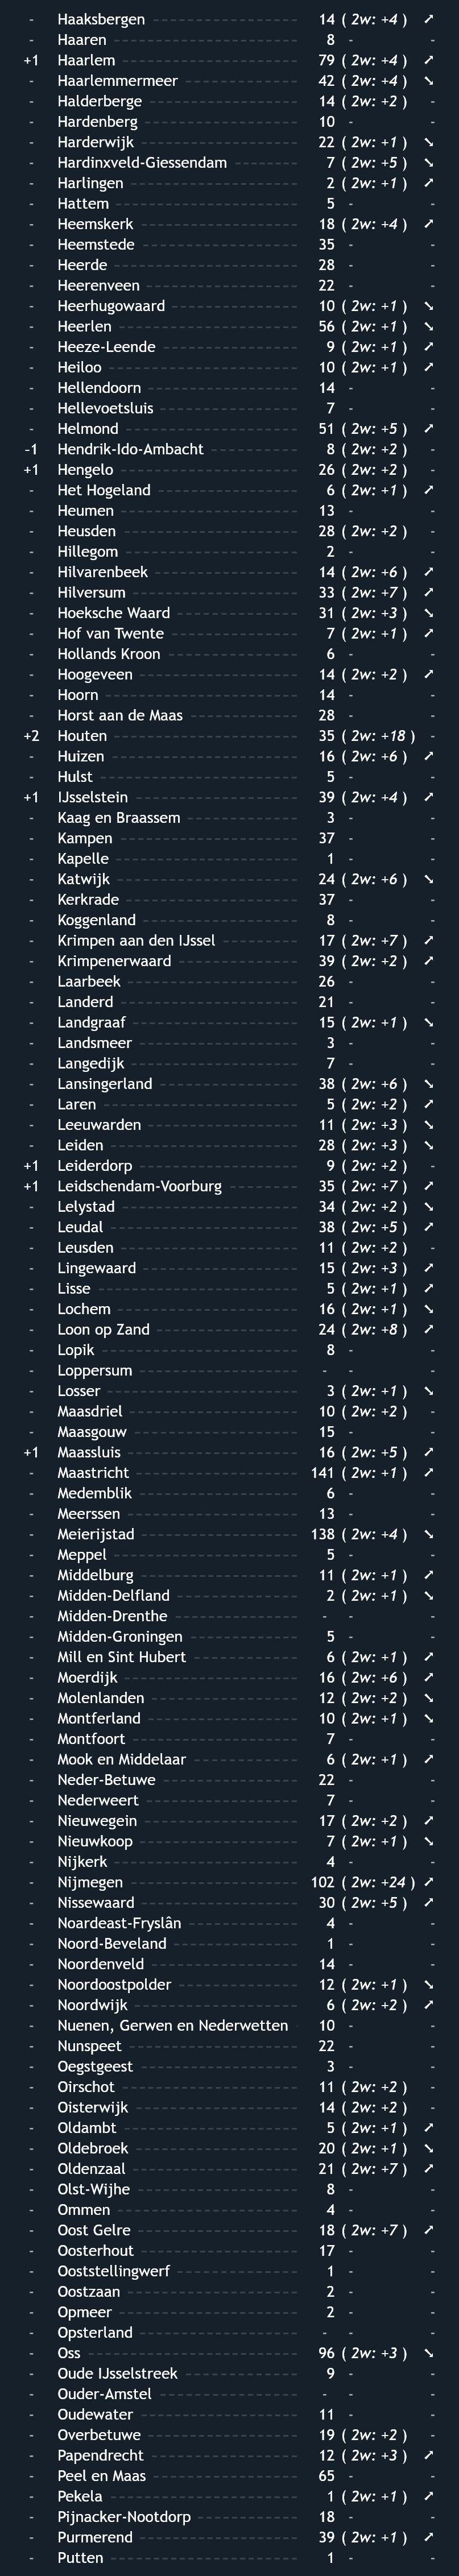 - Haaksbergen 14 ( 2w: +4 ) ➚
- Haaren 8 - -
+1 Haarlem 79 ( 2w: +4 ) ➚
- Haarlemmermeer 42 ( 2w: +4 ) ➘
- Halderberge 14 ( 2w: +2 ) -
- Hardenberg 10 - -
- Harderwijk 22 ( 2w: +1 ) ➘
- Hardinxveld-Giessendam 7 ( 2w: +5 ) ➘
- Harlingen 2 ( 2w: +1 ) ➚
- Hattem 5 - -
- Heemskerk 18 ( 2w: +4 ) ➚
- Heemstede 35 - -
- Heerde 28 - -
- Heerenveen 22 - -
- Heerhugowaard 10 ( 2w: +1 ) ➘
- Heerlen 56 ( 2w: +1 ) ➘
- Heeze-Leende 9 ( 2w: +1 ) ➚
- Heiloo 10 ( 2w: +1 ) ➚
- Hellendoorn 14 - -
- Hellevoetsluis 7 - -
- Helmond 51 ( 2w: +5 ) ➚
-1 Hendrik-Ido-Ambacht 8 ( 2w: +2 ) -
+1 Hengelo 26 ( 2w: +2 ) -
- Het Hogeland 6 ( 2w: +1 ) ➚
- Heumen 13 - -
- Heusden 28 ( 2w: +2 ) -
- Hillegom 2 - -
- Hilvarenbeek 14 ( 2w: +6 ) ➚
- Hilversum 33 ( 2w: +7 ) ➚
- Hoeksche Waard 31 ( 2w: +3 ) ➘
- Hof van Twente 7 ( 2w: +1 ) ➚
- Hollands Kroon 6 - -
- Hoogeveen 14 ( 2w: +2 ) ➚
- Hoorn 14 - -
- Horst aan de Maas 28 - -
+2 Houten 35 ( 2w: +18 ) -
- Huizen 16 ( 2w: +6 ) ➚
- Hulst 5 - -
+1 IJsselstein 39 ( 2w: +4 ) ➚
- Kaag en Braassem 3 - -
- Kampen 37 - -
- Kapelle 1 - -
- Katwijk 24 ( 2w: +6 ) ➘
- Kerkrade 37 - -
- Koggenland 8 - -
- Krimpen aan den IJssel 17 ( 2w: +7 ) ➚
- Krimpenerwaard 39 ( 2w: +2 ) ➚
- Laarbeek 26 - -
- Landerd 21 - -
- Landgraaf 15 ( 2w: +1 ) ➘
- Landsmeer 3 - -
- Langedijk 7 - -
- Lansingerland 38 ( 2w: +6 ) ➘
- Laren 5 ( 2w: +2 ) ➚
- Leeuwarden 11 ( 2w: +3 ) ➘
- Leiden 28 ( 2w: +3 ) ➘
+1 Leiderdorp 9 ( 2w: +2 ) -
+1 Leidschendam-Voorburg 35 ( 2w: +7 ) ➚
- Lelystad 34 ( 2w: +2 ) ➘
- Leudal 38 ( 2w: +5 ) ➚
- Leusden 11 ( 2w: +2 ) -
- Lingewaard 15 ( 2w: +3 ) ➚
- Lisse 5 ( 2w: +1 ) ➚
- Lochem 16 ( 2w: +1 ) ➘
- Loon op Zand 24 ( 2w: +8 ) ➚
- Lopik 8 - -
- Loppersum - - -
- Losser 3 ( 2w: +1 ) ➘
- Maasdriel 10 ( 2w: +2 ) -
- Maasgouw 15 - -
+1 Maassluis 16 ( 2w: +5 ) ➚
- Maastricht 141 ( 2w: +1 ) ➚
- Medemblik 6 - -
- Meerssen 13 - -
- Meierijstad 138 ( 2w: +4 ) ➘
- Meppel 5 - -
- Middelburg 11 ( 2w: +1 ) ➚
- Midden-Delfland 2 ( 2w: +1 ) ➘
- Midden-Drenthe - - -
- Midden-Groningen 5 - -
- Mill en Sint Hubert 6 ( 2w: +1 ) ➚
- Moerdijk 16 ( 2w: +6 ) ➚
- Molenlanden 12 ( 2w: +2 ) ➘
- Montferland 10 ( 2w: +1 ) ➘
- Montfoort 7 - -
- Mook en Middelaar 6 ( 2w: +1 ) ➚
- Neder-Betuwe 22 - -
- Nederweert 7 - -
- Nieuwegein 17 ( 2w: +2 ) ➚
- Nieuwkoop 7 ( 2w: +1 ) ➘
- Nijkerk 4 - -
- Nijmegen 102 ( 2w: +24 ) ➚
- Nissewaard 30 ( 2w: +5 ) ➚
- Noardeast-Fryslân 4 - -
- Noord-Beveland 1 - -
- Noordenveld 14 - -
- Noordoostpolder 12 ( 2w: +1 ) ➘
- Noordwijk 6 ( 2w: +2 ) ➚
- Nuenen, Gerwen en Nederwetten 10 - -
- Nunspeet 22 - -
- Oegstgeest 3 - -
- Oirschot 11 ( 2w: +2 ) -
- Oisterwijk 14 ( 2w: +2 ) -
- Oldambt 5 ( 2w: +1 ) ➚
- Oldebroek 20 ( 2w: +1 ) ➘
- Oldenzaal 21 ( 2w: +7 ) ➚
- Olst-Wijhe 8 - -
- Ommen 4 - -
- Oost Gelre 18 ( 2w: +7 ) ➚
- Oosterhout 17 - -
- Ooststellingwerf 1 - -
- Oostzaan 2 - -
- Opmeer 2 - -
- Opsterland - - -
- Oss 96 ( 2w: +3 ) ➘
- Oude IJsselstreek 9 - -
- Ouder-Amstel - - -
- Oudewater 11 - -
- Overbetuwe 19 ( 2w: +2 ) -
- Papendrecht 12 ( 2w: +3 ) ➚
- Peel en Maas 65 - -
- Pekela 1 ( 2w: +1 ) ➚
- Pijnacker-Nootdorp 18 - -
- Purmerend 39 ( 2w: +1 ) ➚
- Putten 1 - -